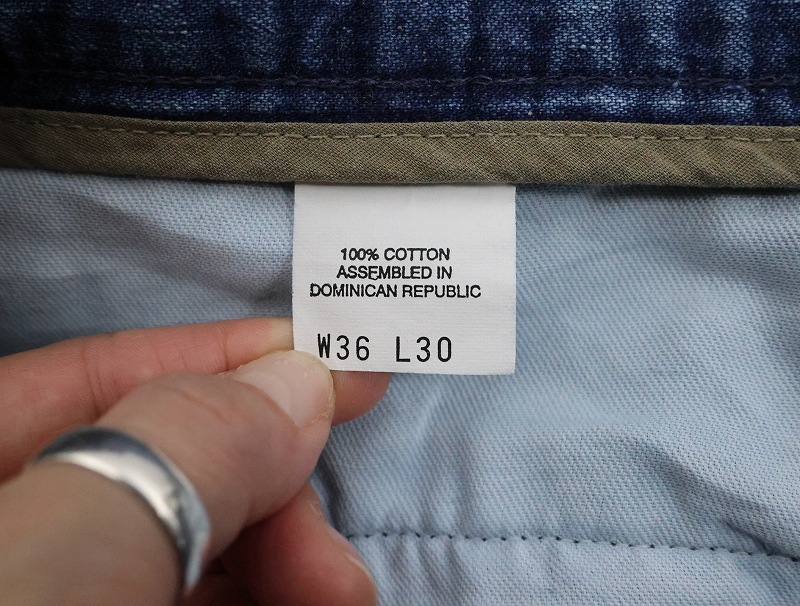 100% COTTON
ASSEMBLED IN
DOMINICAN REPUBLIC
W36 L30